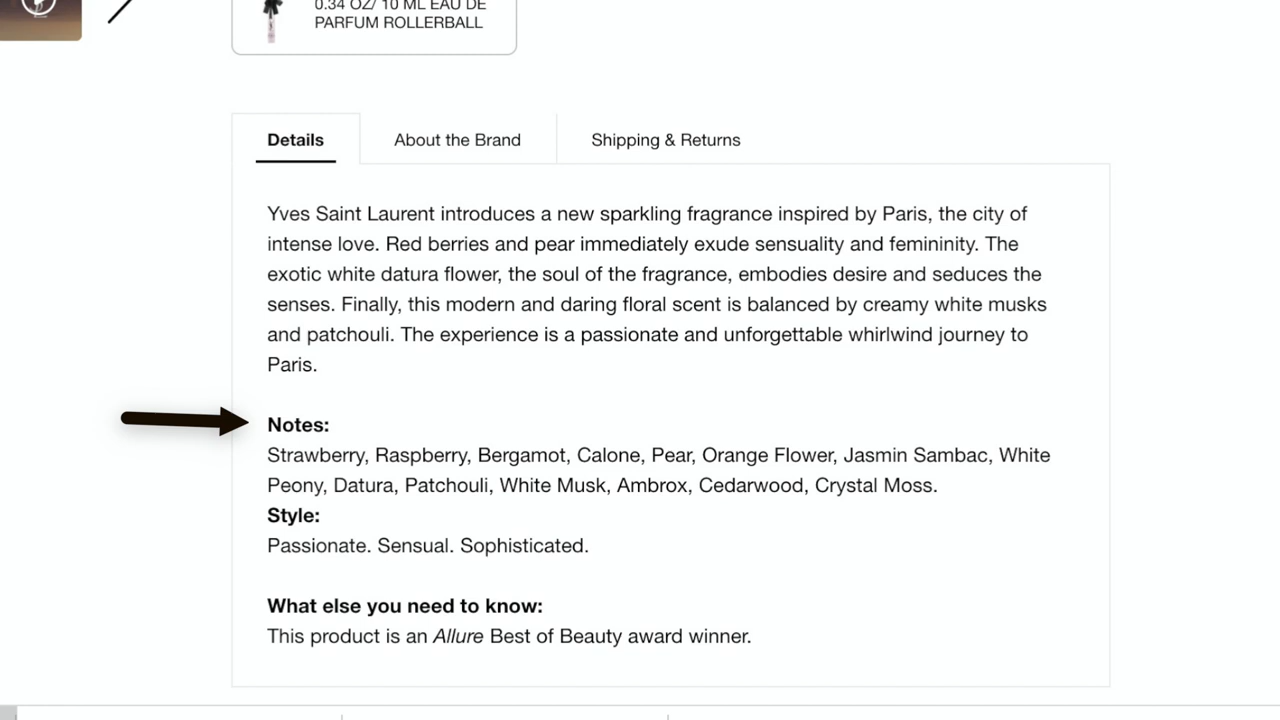 0.34 OZ/ 10 ML EAU DE
PARFUM ROLLERBALL
Details
About the Brand
Shipping & Returns
Yves Saint Laurent introduces a new sparkling fragrance inspired by Paris, the city of
intense love. Red berries and pear immediately exude sensuality and femininity. The
exotic white datura flower, the soul of the fragrance, embodies desire and seduces the
senses. Finally, this modern and daring floral scent is balanced by creamy white musks
and patchouli. The experience is a passionate and unforgettable whirlwind journey to
Paris.
Notes:
Strawberry, Raspberry, Bergamot, Calone, Pear, Orange Flower, Jasmin Sambac, White
Peony, Datura, Patchouli, White Musk, Ambrox, Cedarwood, Crystal Moss.
Style:
Passionate. Sensual. Sophisticated.
What else you need to know:
This product is an Allure Best of Beauty award winner.